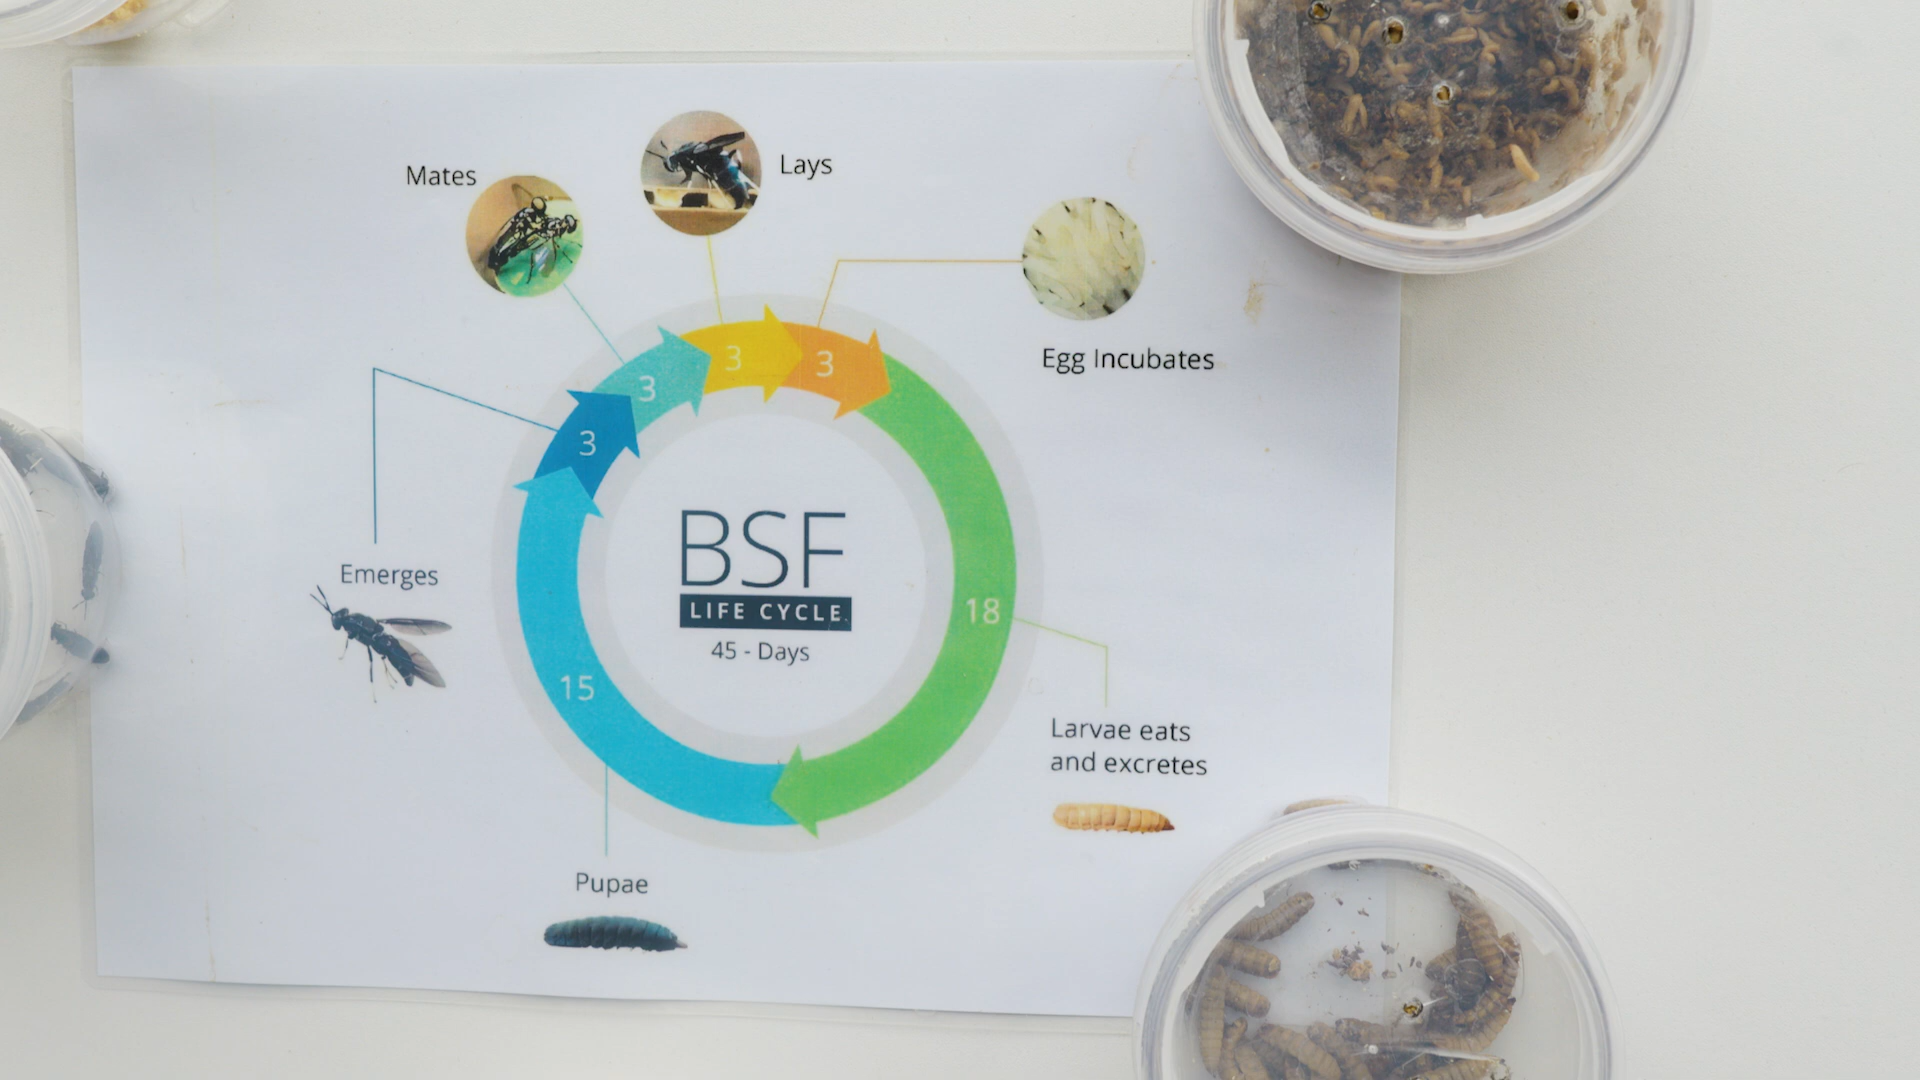 Mates
Lays
Egg Incubates
3
3
3
3
Emerges
BSF
LIFE CYCLE
45 - Days
18
15
Larvae eats
and excretes
Pupae